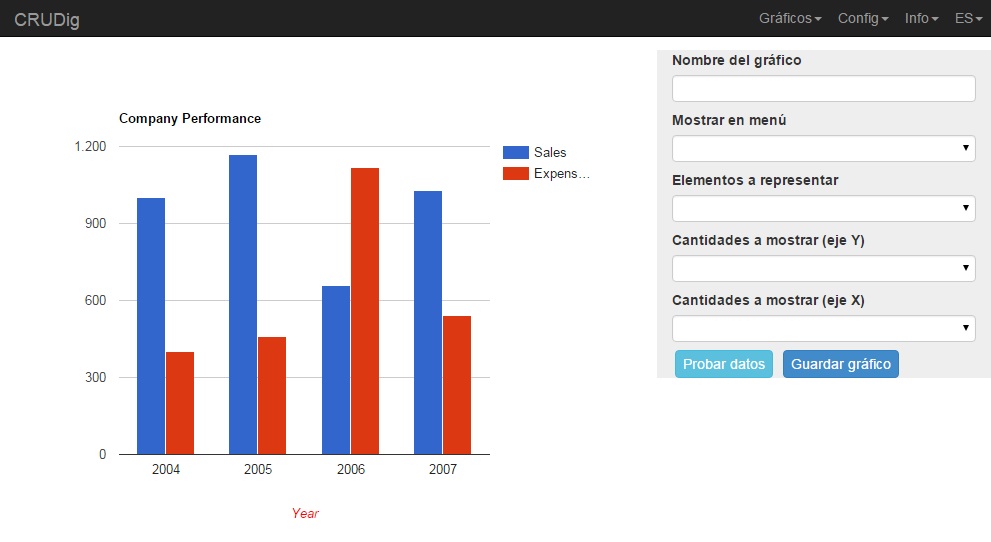 CRUDig
Gráficos Config Info ES
Company Performance
1.200
900
600
300
0
2004 2005 2006 2007
Year
Sales
Expens…
Nombre del gráfico
Mostrar en menú
Elementos a representar
Cantidades a mostrar (eje Y)
Cantidades a mostrar (eje X)
Probar datos Guardar gráfico